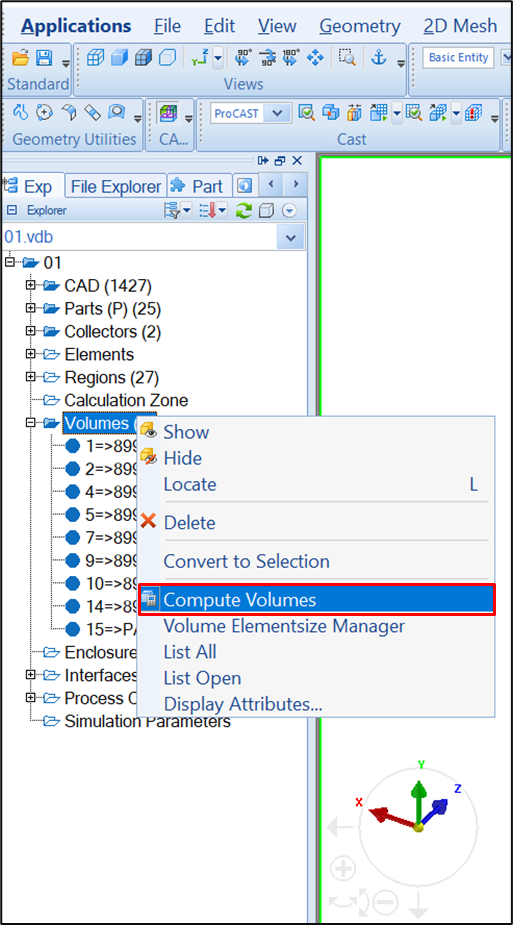 Applications File Edit View Geometry 2D Mesh
Basic Entity
Standard Views
ProCAST
Geometry Utilities CA... Cast
Exp File Explorer Part
Explorer
01.vdb
01
CAD (1427)
Parts (P) (25)
Collectors (2)
Elements
Regions (27)
Calculation Zone
Volumes (
Show
1=>899
Hide
2=>899
Locate L
4=>899
5=>899
Delete
7=>899
Convert to Selection
9=>899
10=>89
Compute Volumes
14=>89
Volume Elementsize Manager
15=>PA
List All
Enclosure
List Open
Interfaces
Process C
Display Attributes...
Simulation Parameters
Y
Z
X